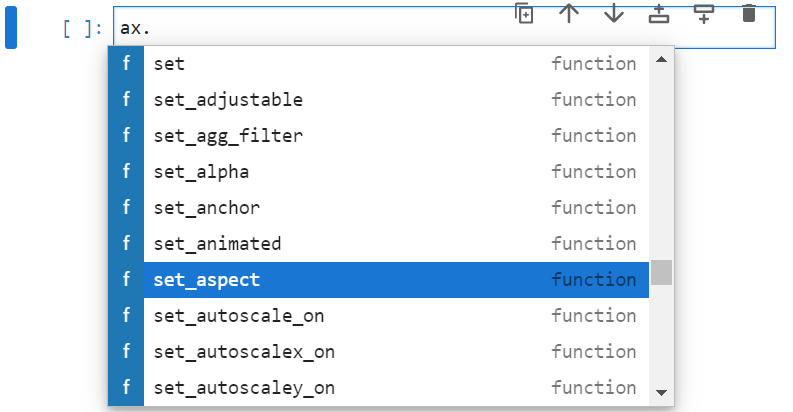 [ ]: ax.
f set function
f set_adjustable function
f set_agg_filter function
f set_alpha function
f set_anchor function
f set_animated function
f set_aspect function
f set_autoscale_on function
f set_autoscalex_on function
f set_autoscaley_on function